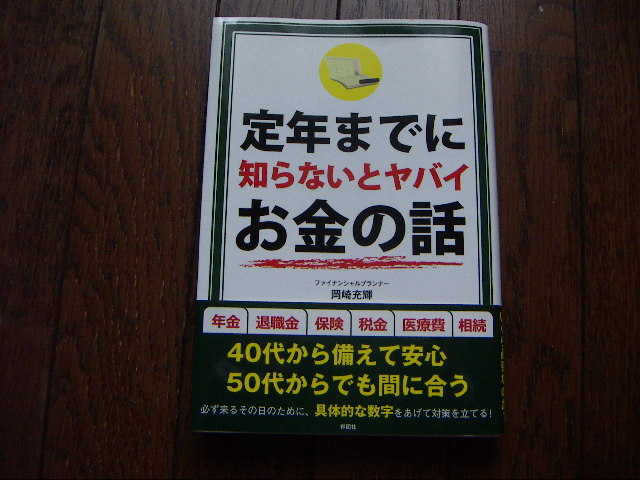 定年までに
知らないとヤバイ
お金の話
ファイナンシャルプランナー
岡崎充輝
年金 退職金 保険 税金 医療費 相続
40代から備えて安心
50代からでも間に合う
必ず来るその日のために、具体的な数字をあげて対策を立てる!
彩図社